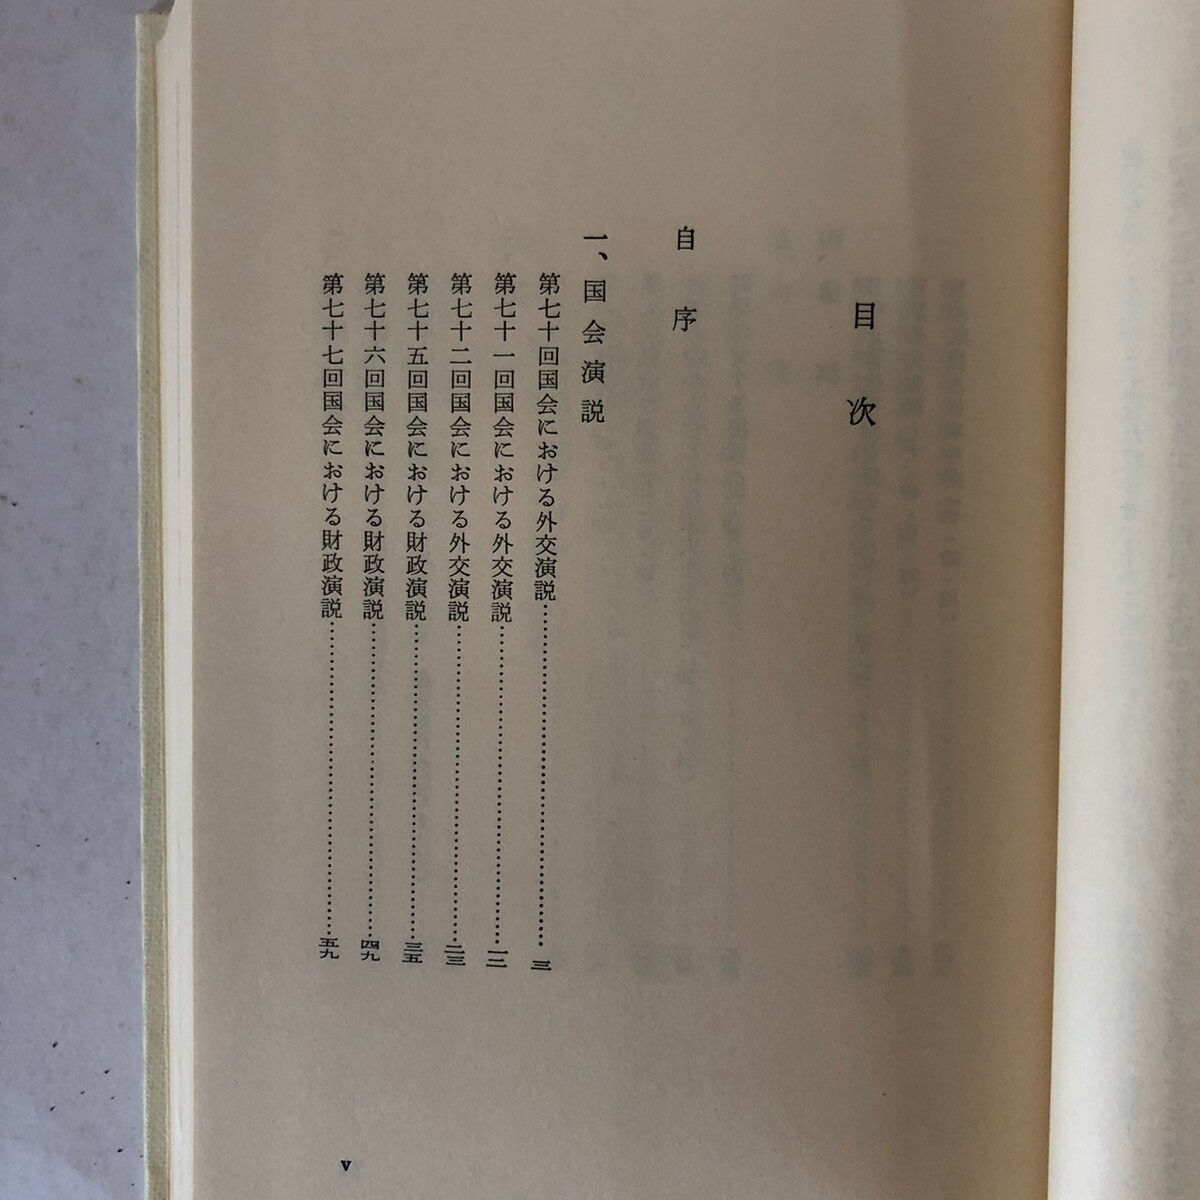 目次
自序
一、国会演説
第七十回国会における外交演説……………………………三
第七十一回国会における外交演説……………………………一二
第七十二回国会における外交演説……………………………二三
第七十五回国会における財政演説……………………………三五
第七十六回国会における財政演説……………………………四九
第七十七回国会における財政演説……………………………五九
v